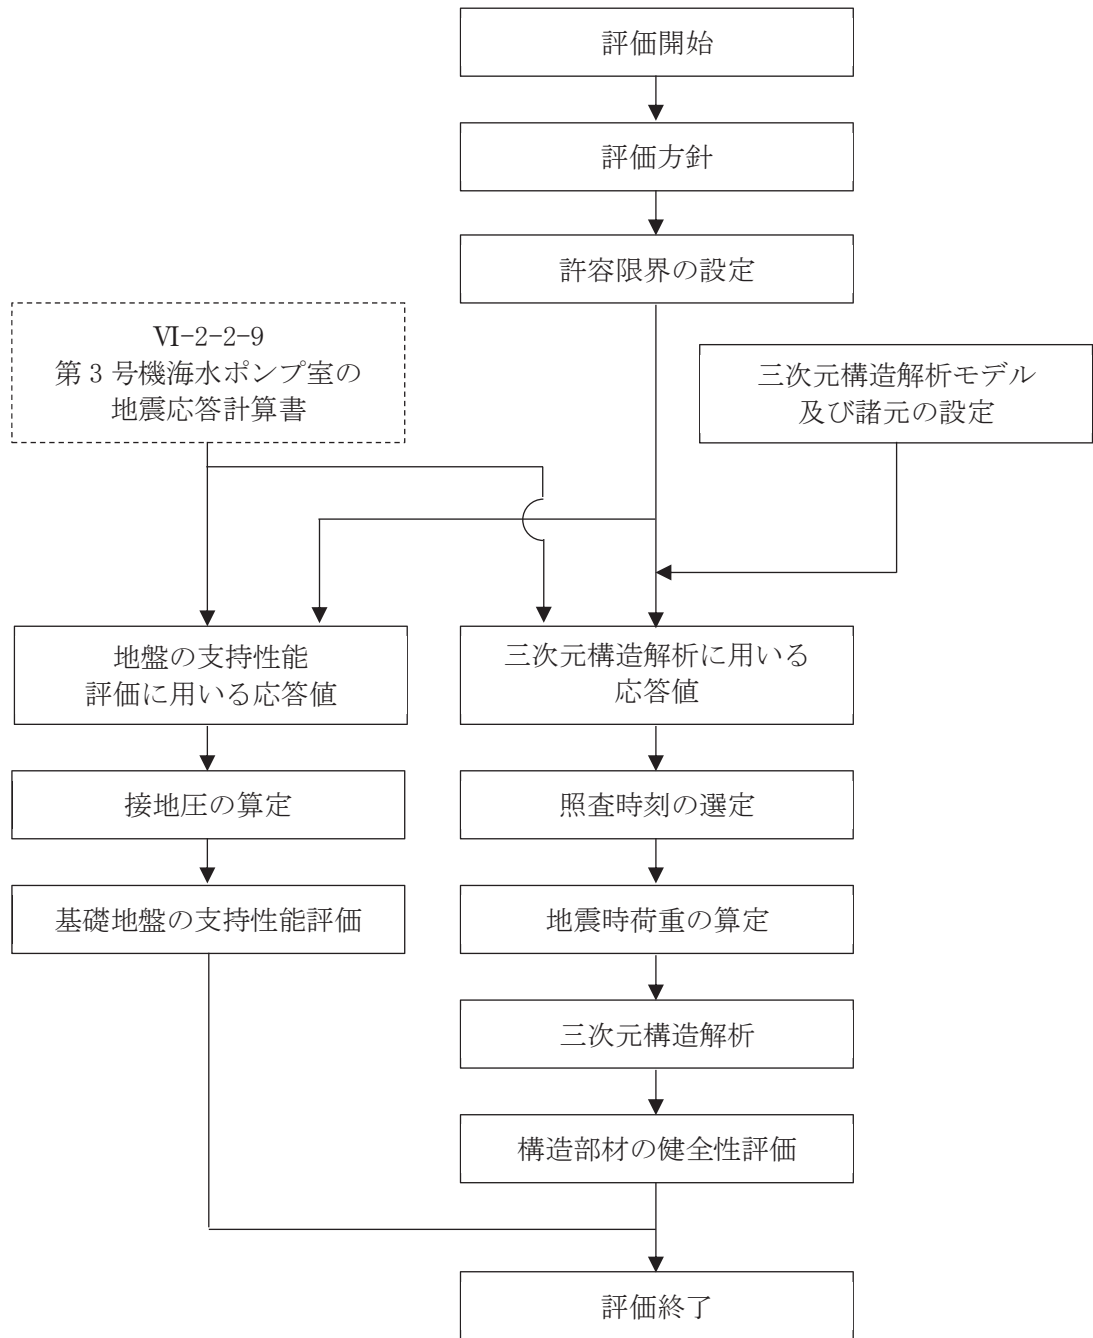 評価開始
評価方針
許容限界の設定
Ⅵ-2-2-9
第 3 号機海水ポンプ室の
地震応答計算書
三次元構造解析モデル
及び諸元の設定
地盤の支持性能
評価に用いる応答値
三次元構造解析に用いる
応答値
接地圧の算定
照査時刻の選定
基礎地盤の支持性能評価
地震時荷重の算定
三次元構造解析
構造部材の健全性評価
評価終了